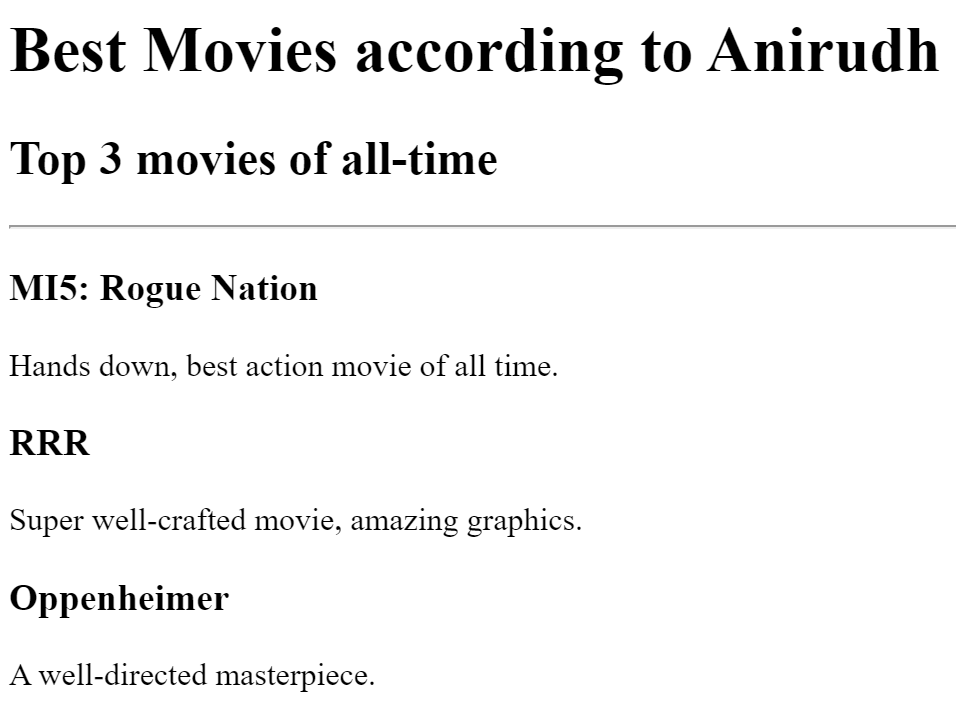 Best Movies according to Anirudh
Top 3 movies of all-time
MI5: Rogue Nation
Hands down, best action movie of all time.
RRR
Super well-crafted movie, amazing graphics.
Oppenheimer
A well-directed masterpiece.